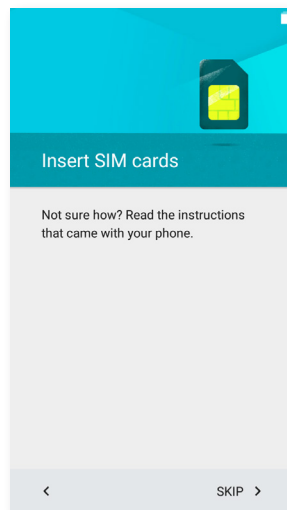 Insert SIM cards
Not sure how? Read the instructions
that came with your phone.
SKIP